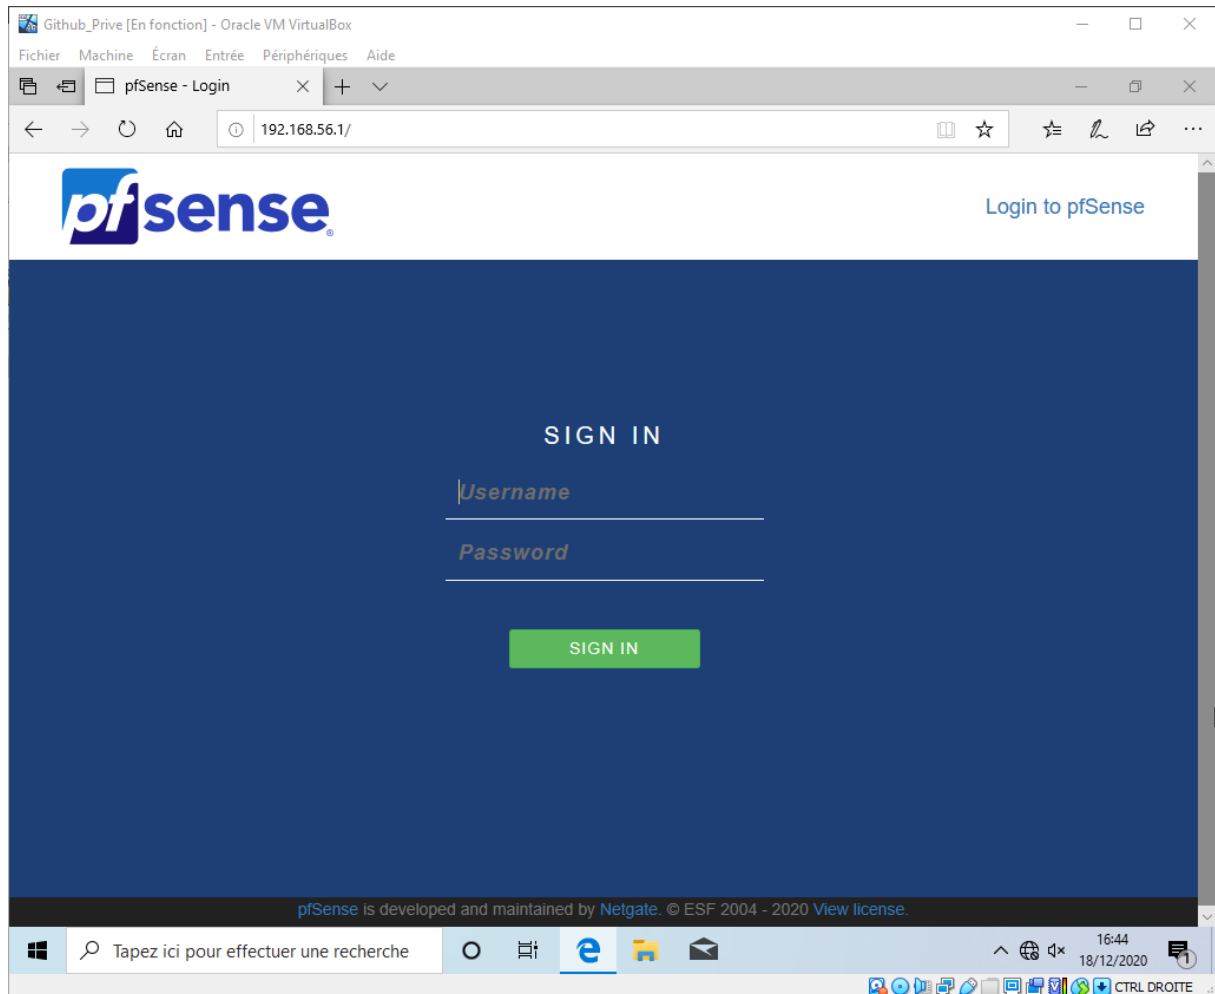 Github_Prive [En fonction] - Oracle VM VirtualBox
Fichier Machine Écran Entrée Périphériques Aide
pfSense - Login
192.168.56.1/
pfsense
Login to pfSense
SIGN IN
Username
Password
SIGN IN
pfSense is developed and maintained by Netgate. © ESF 2004 - 2020 View license.
Tapez ici pour effectuer une recherche
16:44
18/12/2020
1
CTRL DROITE